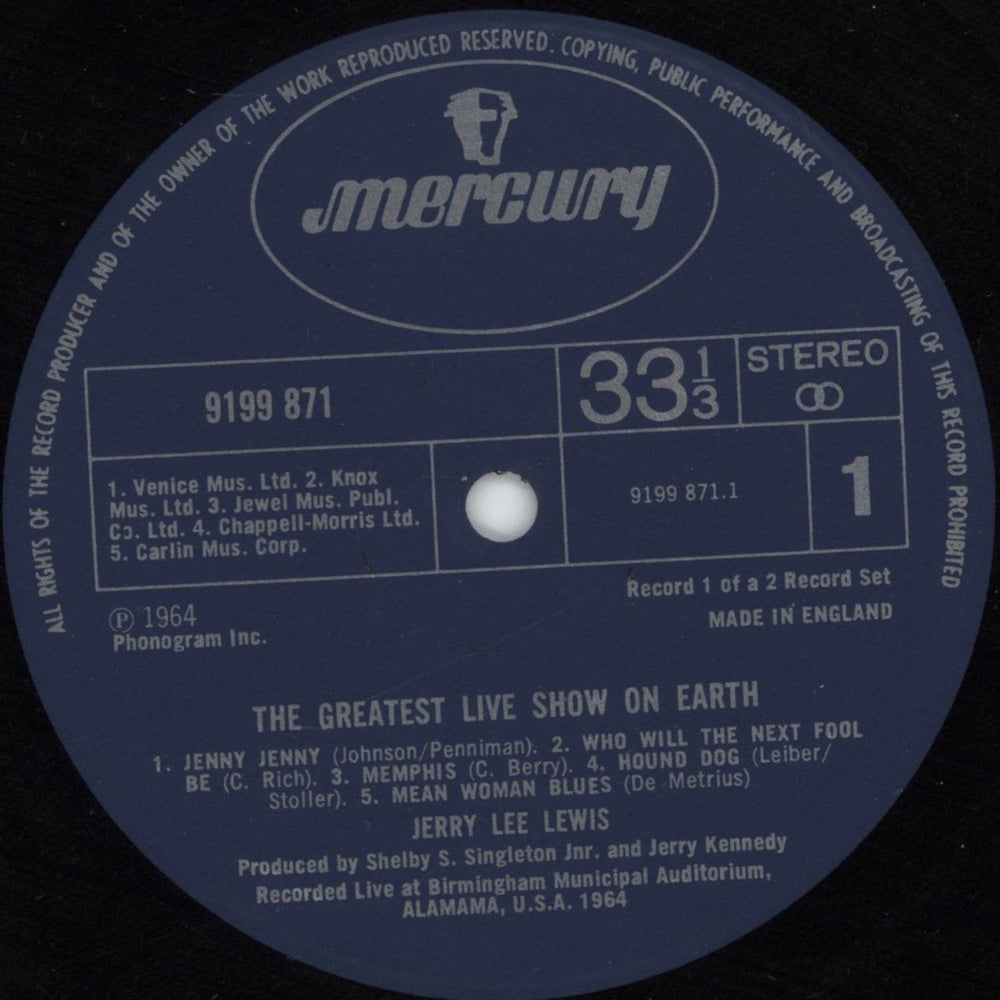 ALL RIGHTS OF THE RECORD PRODUCER AND OF THE OWNER OF THE WORK REPRODUCED RESERVED. COPYING, PUBLIC PERFORMANCE AND BROADCASTING OF THIS RECORD PROHIBITED
mercury
9199 871
33 1/3
STEREO
1. Venice Mus. Ltd. 2. Knox
Mus. Ltd. 3. Jewel Mus. Publ.
Co. Ltd. 4. Chappell-Morris Ltd.
5. Carlin Mus. Corp.
9199 871.1
1
Record 1 of a 2 Record Set
MADE IN ENGLAND
Ⓟ 1964
Phonogram Inc.
THE GREATEST LIVE SHOW ON EARTH
1. JENNY JENNY (Johnson/Penniman). 2. WHO WILL THE NEXT FOOL
BE (C. Rich). 3. MEMPHIS (C. Berry). 4. HOUND DOG (Leiber/
Stoller). 5. MEAN WOMAN BLUES (De Metrius)
JERRY LEE LEWIS
Produced by Shelby S. Singleton Jnr. and Jerry Kennedy
Recorded Live at Birmingham Municipal Auditorium,
ALAMAMA, U.S.A. 1964